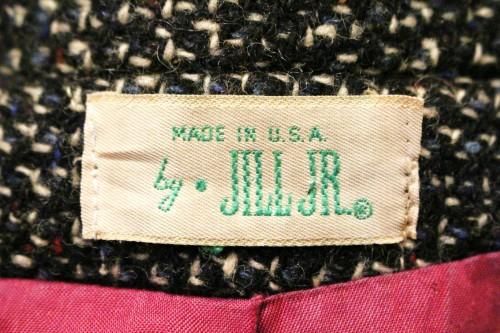 MADE IN U.S.A.
by • JILL JR.®